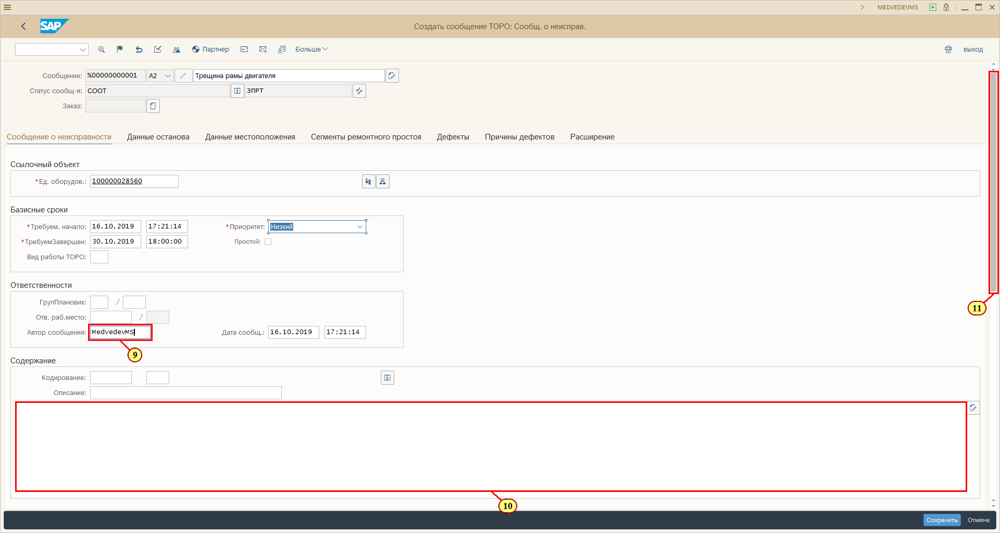 MEDVEDEVMS
SAP
Создать сообщение ТОРО: Сообщ. о неисправ.
Партнер
Больше
выход
Сообщение: %00000000001 A2 Трещина рамы двигателя
Статус сообщ-я: СООТ ЗПРТ
Заказ:
Сообщение о неисправности Данные останова Данные местоположения Сегменты ремонтного простоя Дефекты Причины дефектов Расширение
Ссылочный объект
*Ед. оборудов.: 100000028560
Базисные сроки
*Требуем. начало: 16.10.2019 17:21:14 *Приоритет: Низкий
*ТребуемЗавершен: 30.10.2019 18:00:00 Простой:
Вид работы ТОРО:
Ответственности
ГрупПлановик: /
Отв. раб.место: /
Автор сообщения: MedvedevMS Дата сообщ.: 16.10.2019 17:21:14
11
9
Содержание
Кодирование:
Описание:
10
Сохранить Отмена